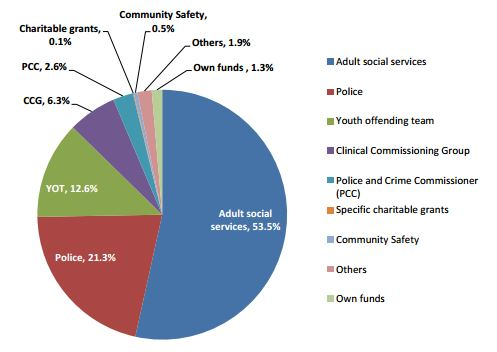 Community Safety,
0.5%
Charitable grants,
0.1%
Others, 1.9%
PCC, 2.6%
Own funds , 1.3%
CCG, 6.3%
YOT, 12.6%
Adult social
services, 53.5%
Police, 21.3%
Adult social services
Police
Youth offending team
Clinical Commissioning Group
Police and Crime Commissioner
(PCC)
Specific charitable grants
Community Safety
Others
Own funds